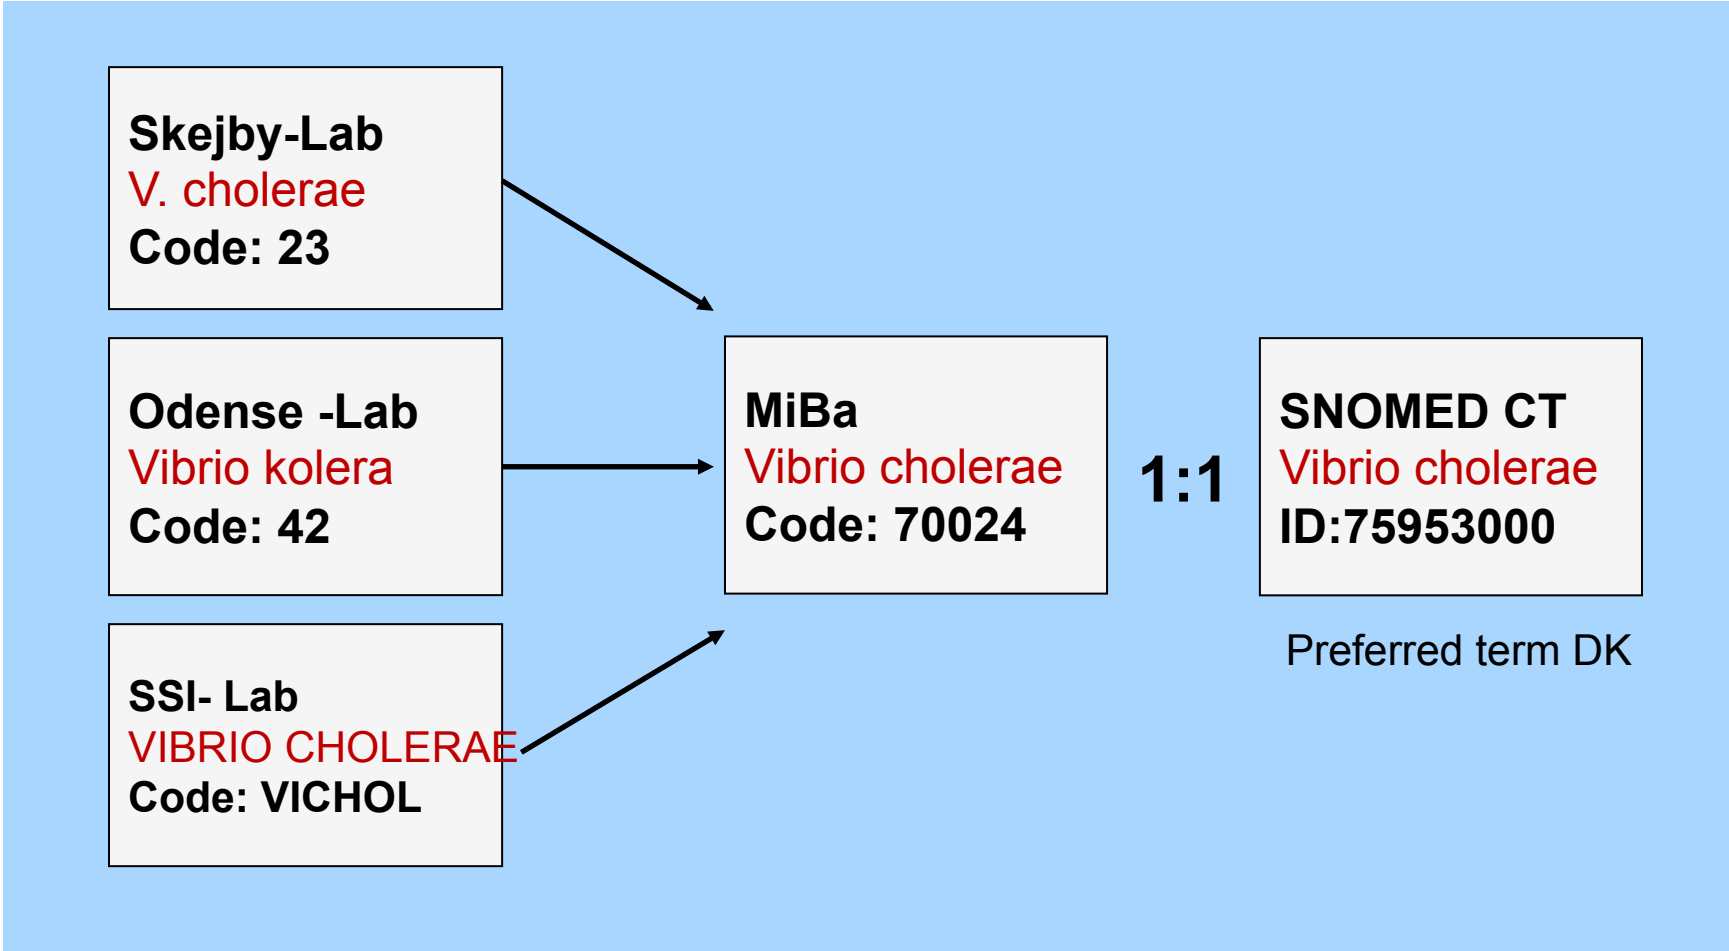 Skejby-Lab
V. cholerae
Code: 23
Odense -Lab
Vibrio kolera
Code: 42
SSI- Lab
VIBRIO CHOLERAE
Code: VICHOL
MiBa
Vibrio cholerae
Code: 70024
1:1
SNOMED CT
Vibrio cholerae
ID:75953000
Preferred term DK